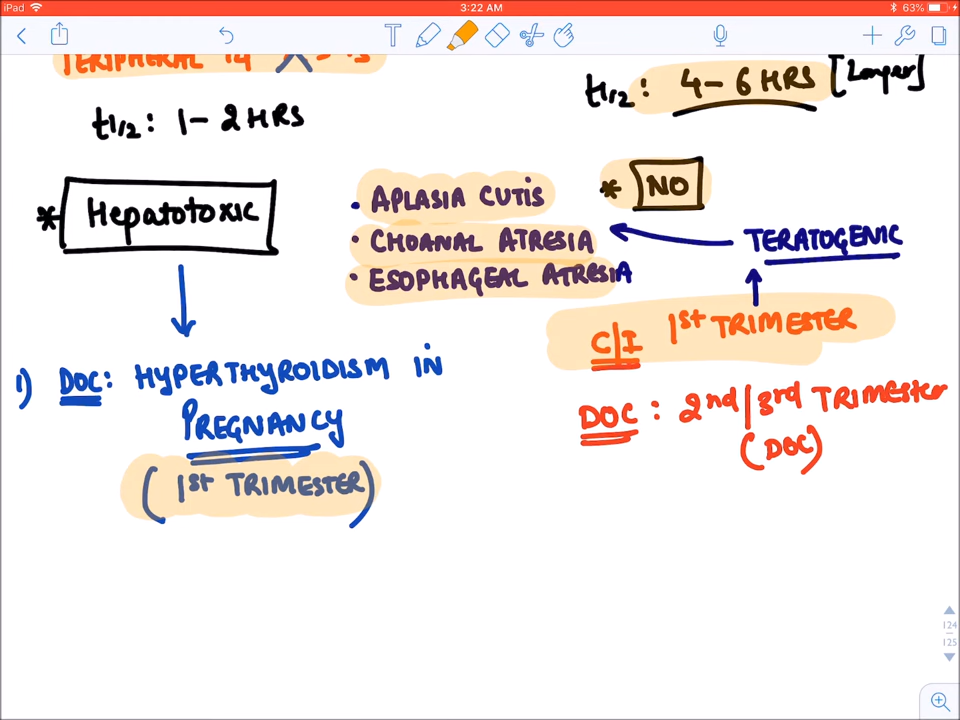 iPad
3:22 AM
63%
PERIPHERAL T4
t1/2: 1-2 HRS
t1/2: 4-6 HRS [Longer]
* Hepatotoxic
• APLASIA CUTIS
• CHOANAL ATRESIA
• ESOPHAGEAL ATRESIA
* NO
TERATOGENIC
C/I 1st TRIMESTER
1) DOC: HYPERTHYROIDISM IN
PREGNANCY
(1st TRIMESTER)
DOC: 2nd/3rd TRIMESTER
(DOC)
124
125